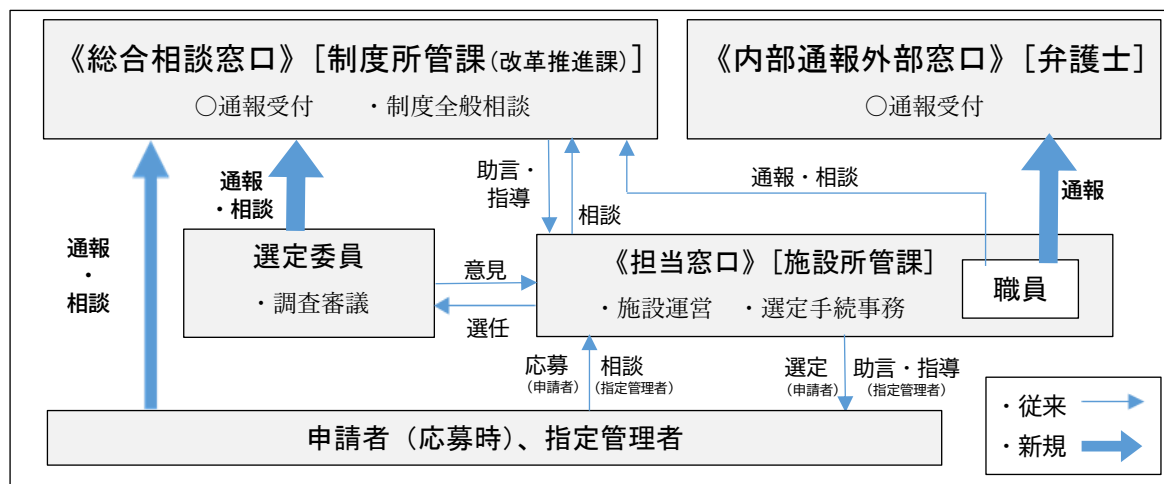 《総合相談窓口》［制度所管課(改革推進課)］
○通報受付　・制度全般相談
《内部通報外部窓口》［弁護士］
○通報受付
通報
・相談
助言・
指導
相談
通報・相談
通報
通報
・
相談
選定委員
・調査審議
意見
選任
《担当窓口》［施設所管課］
・施設運営　・選定手続事務
職員
応募
（申請者）
相談
（指定管理者）
選定
（申請者）
助言・指導
（指定管理者）
申請者（応募時）、指定管理者
・従来
・新規